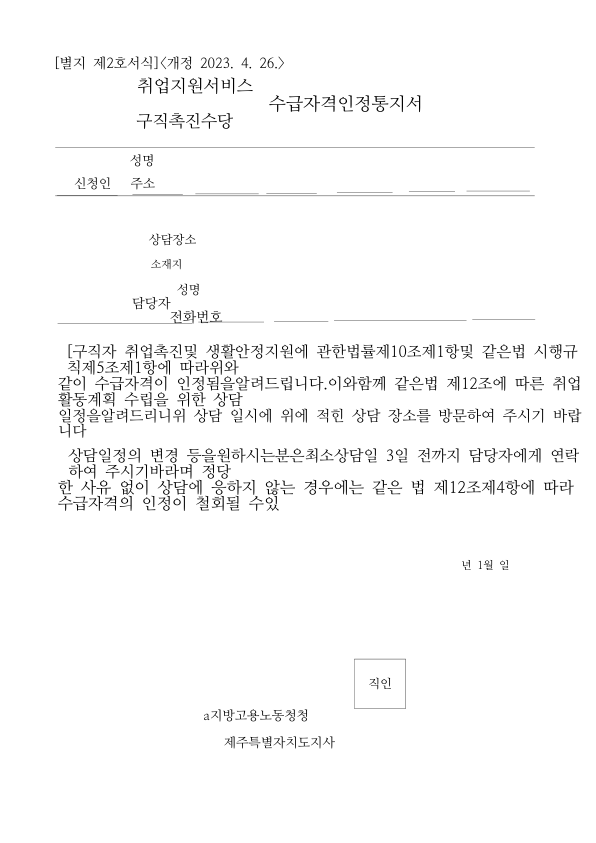 [별지 제2호서식]<개정 2023. 4. 26.>
취업지원서비스
수급자격인정통지서
구직촉진수당
성명
신청인 주소
상담장소
소재지
성명
담당자
전화번호
[구직자 취업촉진및 생활안정지원에 관한법률제10조제1항및 같은법 시행규
칙제5조제1항에 따라위와
같이 수급자격이 인정됨을알려드립니다.이와함께 같은법 제12조에 따른 취업
활동계획 수립을 위한 상담
일정을알려드리니위 상담 일시에 위에 적힌 상담 장소를 방문하여 주시기 바랍
니다
상담일정의 변경 등을원하시는분은최소상담일 3일 전까지 담당자에게 연락
하여 주시기바라며 정당
한 사유 없이 상담에 응하지 않는 경우에는 같은 법 제12조제4항에 따라
수급자격의 인정이 철회될 수있
년 1월 일
직인
a지방고용노동청청
제주특별자치도지사